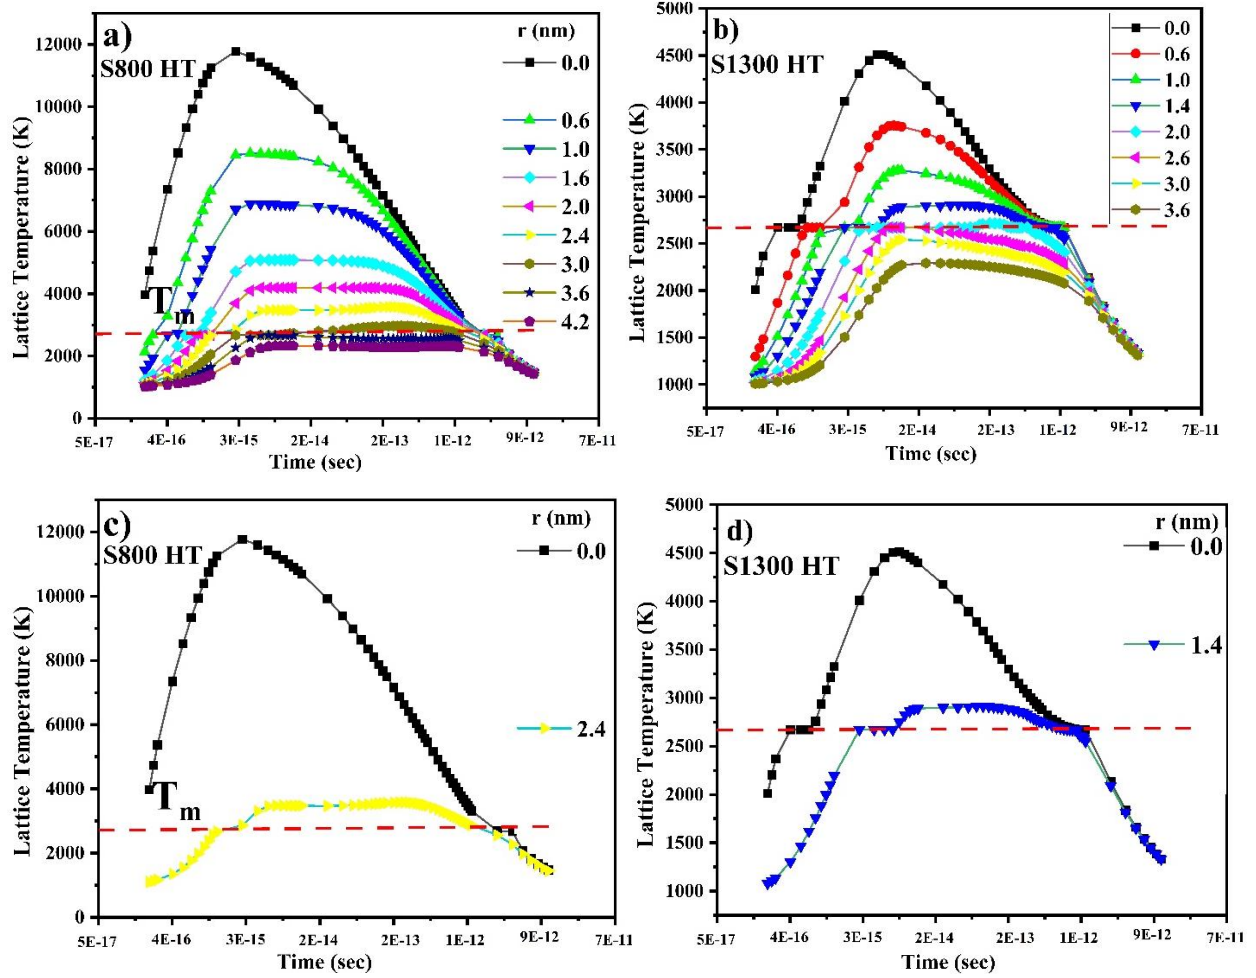 a)
S800 HT
r (nm)
0.0
0.6
1.0
1.6
2.0
2.4
3.0
3.6
4.2
Tm
Lattice Temperature (K)
12000
10000
8000
6000
4000
2000
0
5E-17 4E-16 3E-15 2E-14 2E-13 1E-12 9E-12 7E-11
Time (sec)
b)
S1300 HT
0.0
0.6
1.0
1.4
2.0
2.6
3.0
3.6
Lattice Temperature (K)
5000
4500
4000
3500
3000
2500
2000
1500
1000
5E-17 4E-16 3E-15 2E-14 2E-13 1E-12 9E-12 7E-11
Time (sec)
c)
S800 HT
r (nm)
0.0
2.4
Tm
Lattice Temperature (K)
12000
10000
8000
6000
4000
2000
0
5E-17 4E-16 3E-15 2E-14 2E-13 1E-12 9E-12 7E-11
Time (sec)
d)
S1300 HT
r (nm)
0.0
1.4
Lattice Temperature (K)
5000
4500
4000
3500
3000
2500
2000
1500
1000
5E-17 4E-16 3E-15 2E-14 2E-13 1E-12 9E-12 7E-11
Time (sec)